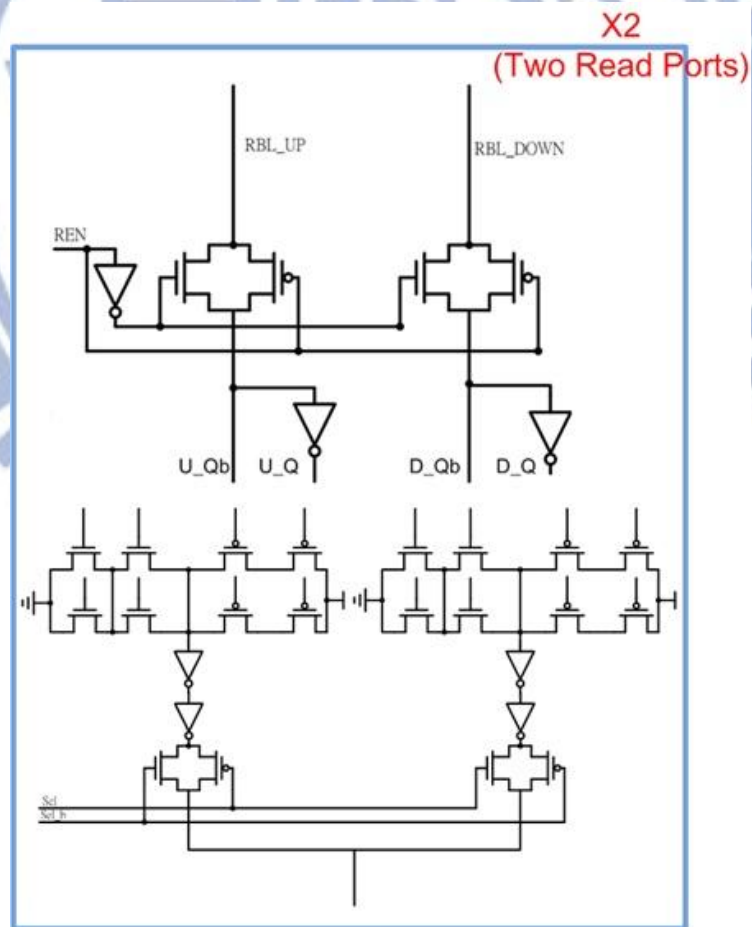 X2
(Two Read Ports)
RBL_UP
RBL_DOWN
REN
U_Qb
U_Q
D_Qb
D_Q
Sel
Sel_b